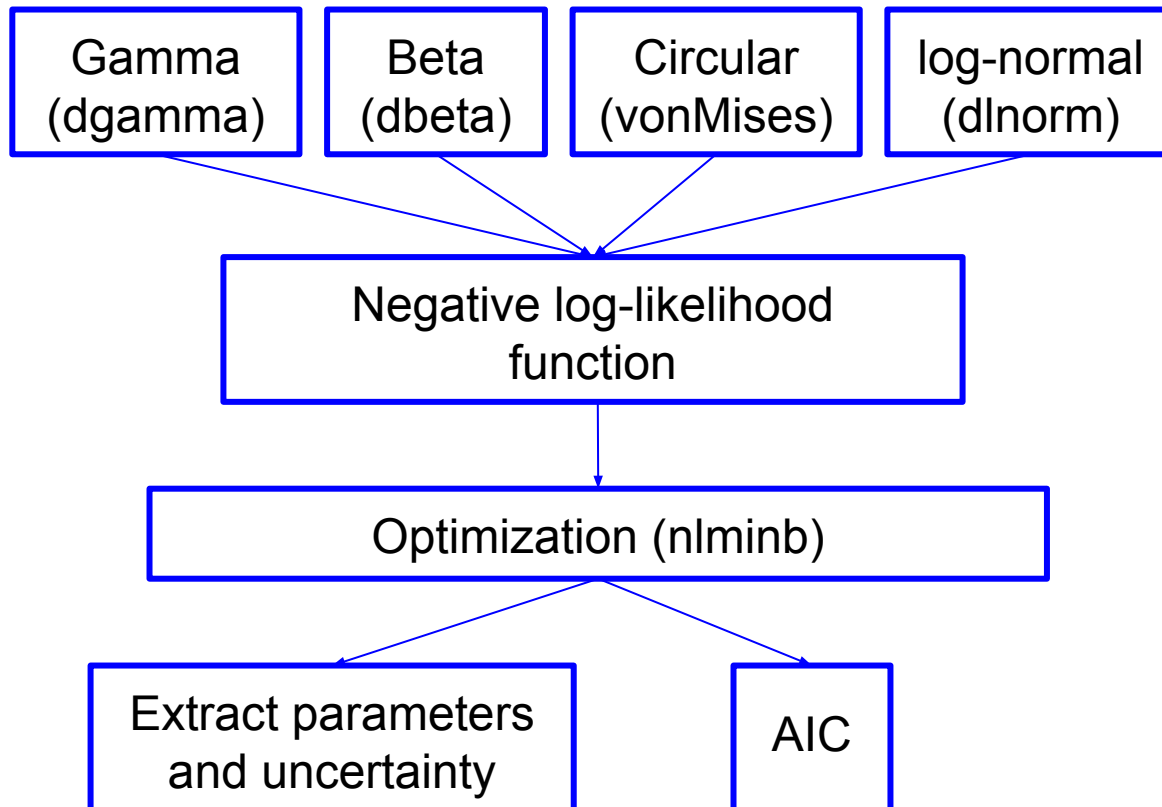 Gamma
(dgamma)
Beta
(dbeta)
Circular
(vonMises)
log-normal
(dlnorm)
Negative log-likelihood
function
Optimization (nlminb)
Extract parameters
and uncertainty
AIC